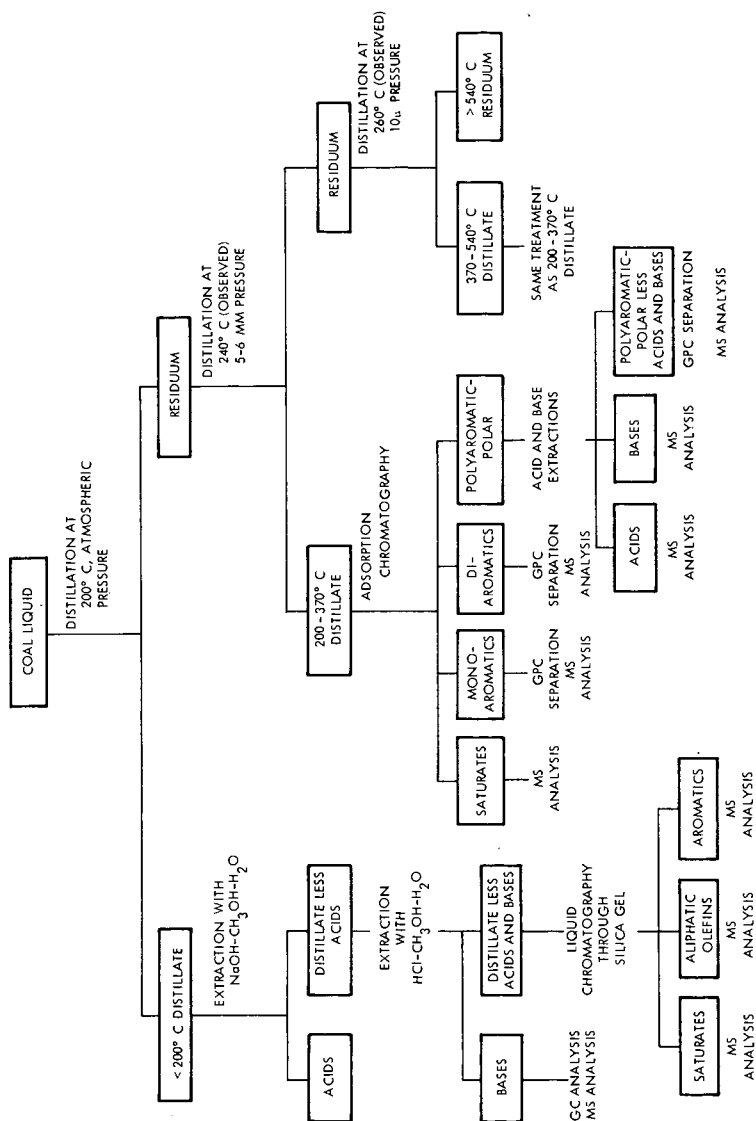 COAL LIQUID
DISTILLATION AT
200° C, ATMOSPHERIC
PRESSURE
< 200° C DISTILLATE
EXTRACTION WITH
NaOH-CH₃OH-H₂O
ACIDS
DISTILLATE LESS
ACIDS
EXTRACTION
WITH
HCl-CH₃OH-H₂O
BASES
GC ANALYSIS
MS ANALYSIS
DISTILLATE LESS
ACIDS AND BASES
LIQUID
CHROMATOGRAPHY
THROUGH
SILICA GEL
SATURATES
MS
ANALYSIS
ALIPHATIC
OLEFINS
MS
ANALYSIS
AROMATICS
MS
ANALYSIS
RESIDUUM
DISTILLATION AT
240° C (OBSERVED)
5-6 MM PRESSURE
200-370° C
DISTILLATE
ADSORPTION
CHROMATOGRAPHY
SATURATES
MS
ANALYSIS
MONO-
AROMATICS
GPC
SEPARATION
MS
ANALYSIS
DI-
AROMATICS
GPC
SEPARATION
MS
ANALYSIS
POLYAROMATIC-
POLAR
ACID AND BASE
EXTRACTIONS
ACIDS
MS
ANALYSIS
BASES
MS
ANALYSIS
POLYAROMATIC-
POLAR LESS
ACIDS AND BASES
GPC SEPARATION
MS ANALYSIS
RESIDUUM
DISTILLATION AT
260° C (OBSERVED)
10μ PRESSURE
370-540° C
DISTILLATE
SAME TREATMENT
AS 200-370° C
DISTILLATE
> 540° C
RESIDUUM